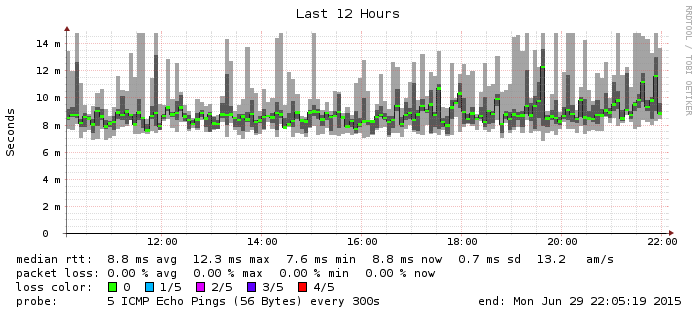 Last 12 Hours
RRDTOOL / TOBI OETIKER
Seconds
14 m
12 m
10 m
8 m
6 m
4 m
2 m
0
12:00 14:00 16:00 18:00 20:00 22:00
median rtt: 8.8 ms avg 12.3 ms max 7.6 ms min 8.8 ms now 0.7 ms sd 13.2 am/s
packet loss: 0.00 % avg 0.00 % max 0.00 % min 0.00 % now
loss color: 0 1/5 2/5 3/5 4/5
probe: 5 ICMP Echo Pings (56 Bytes) every 300s end: Mon Jun 29 22:05:19 2015